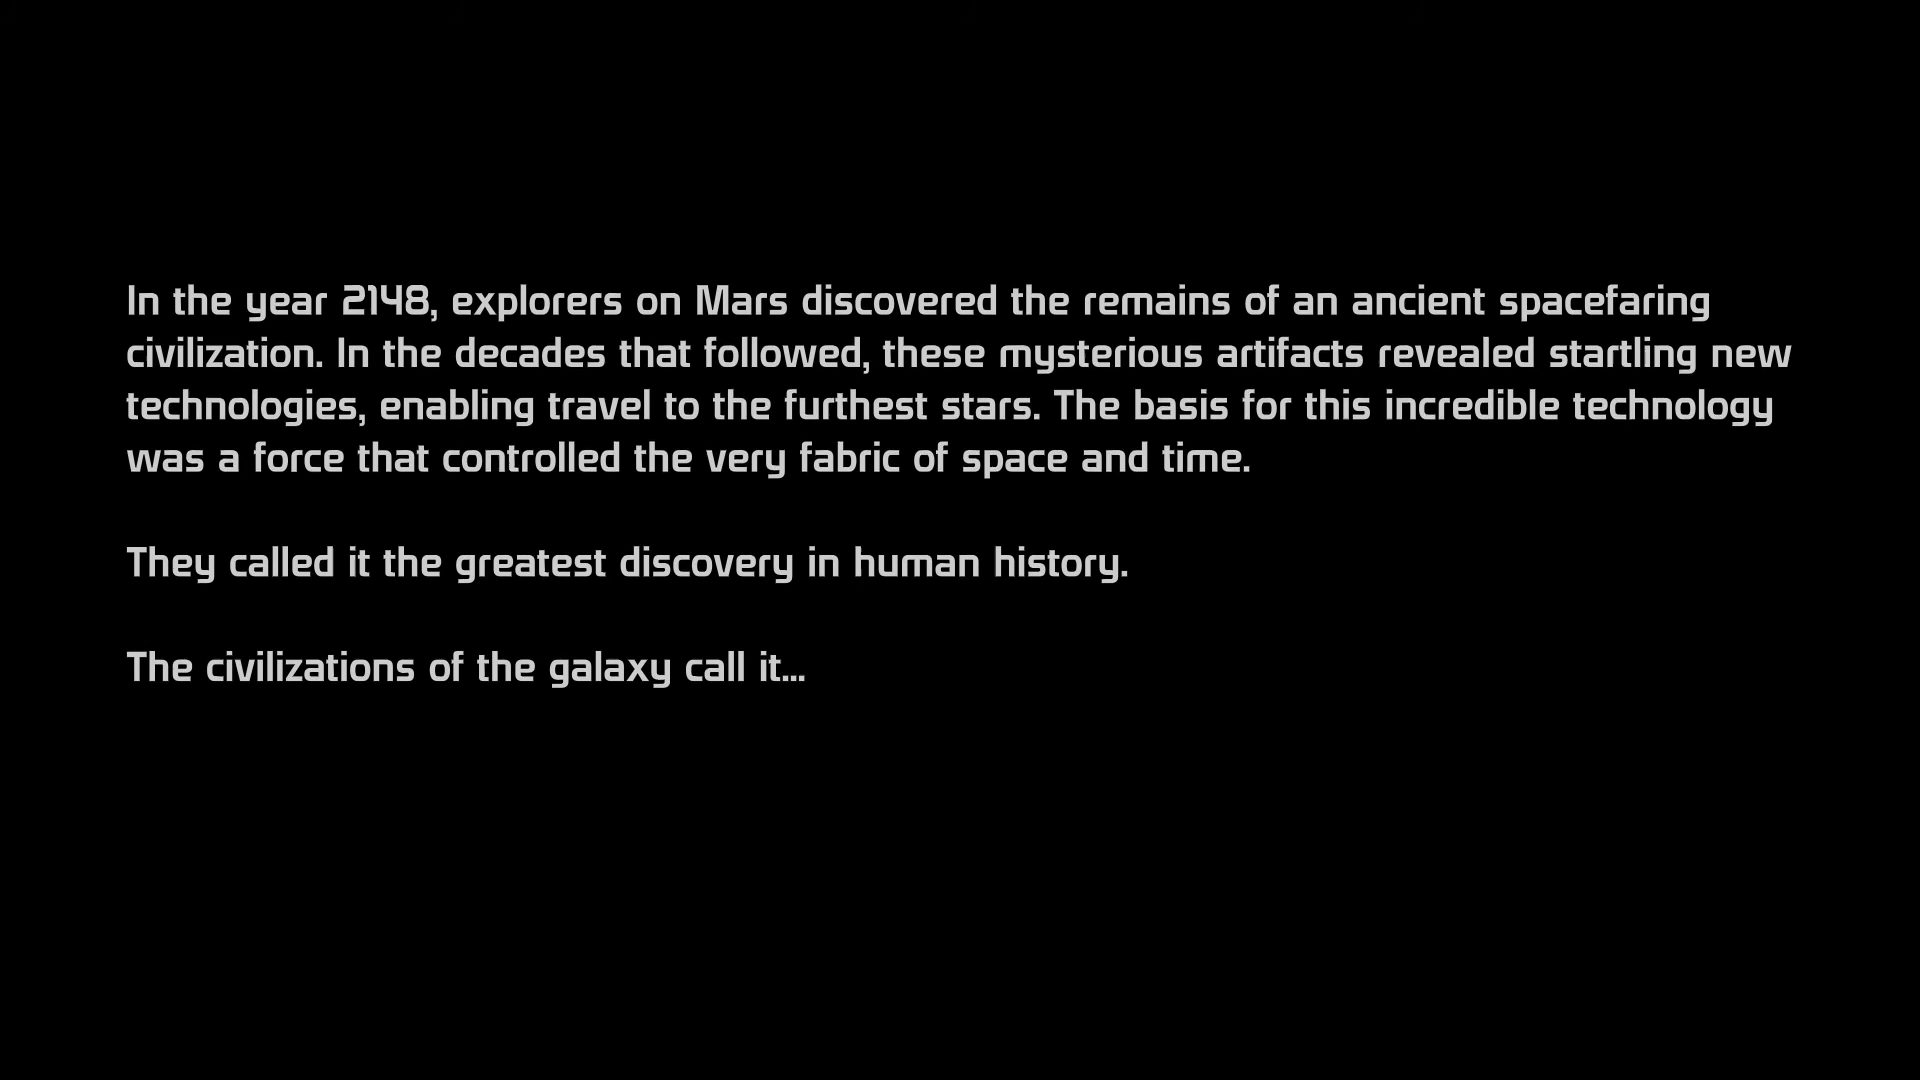 In the year 2148, explorers on Mars discovered the remains of an ancient spacefaring
civilization. In the decades that followed, these mysterious artifacts revealed startling new
technologies, enabling travel to the furthest stars. The basis for this incredible technology
was a force that controlled the very fabric of space and time.
They called it the greatest discovery in human history.
The civilizations of the galaxy call it...